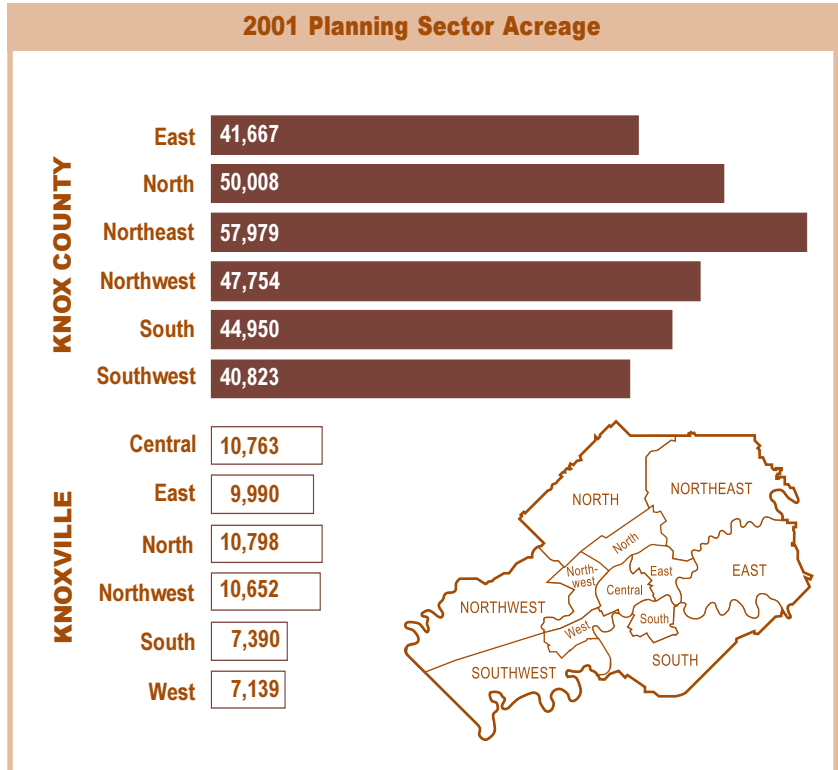 2001 Planning Sector Acreage
KNOX COUNTY
East 41,667
North 50,008
Northeast 57,979
Northwest 47,754
South 44,950
Southwest 40,823
KNOXVILLE
Central 10,763
East 9,990
North 10,798
Northwest 10,652
South 7,390
West 7,139
NORTH
NORTHEAST
North
North-
west
East
EAST
Central
NORTHWEST
South
West
SOUTHWEST
SOUTH